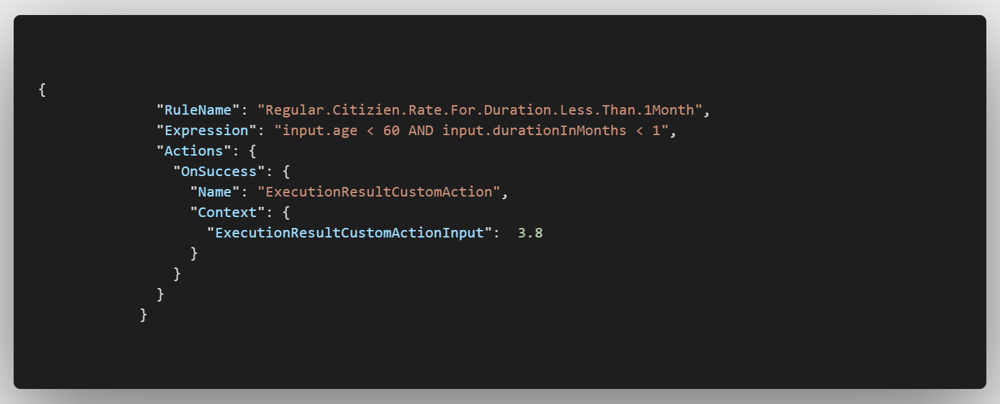 {
"RuleName": "Regular.Citizien.Rate.For.Duration.Less.Than.1Month",
"Expression": "input.age < 60 AND input.durationInMonths < 1",
"Actions": {
"OnSuccess": {
"Name": "ExecutionResultCustomAction",
"Context": {
"ExecutionResultCustomActionInput":  3.8
}
}
}
}